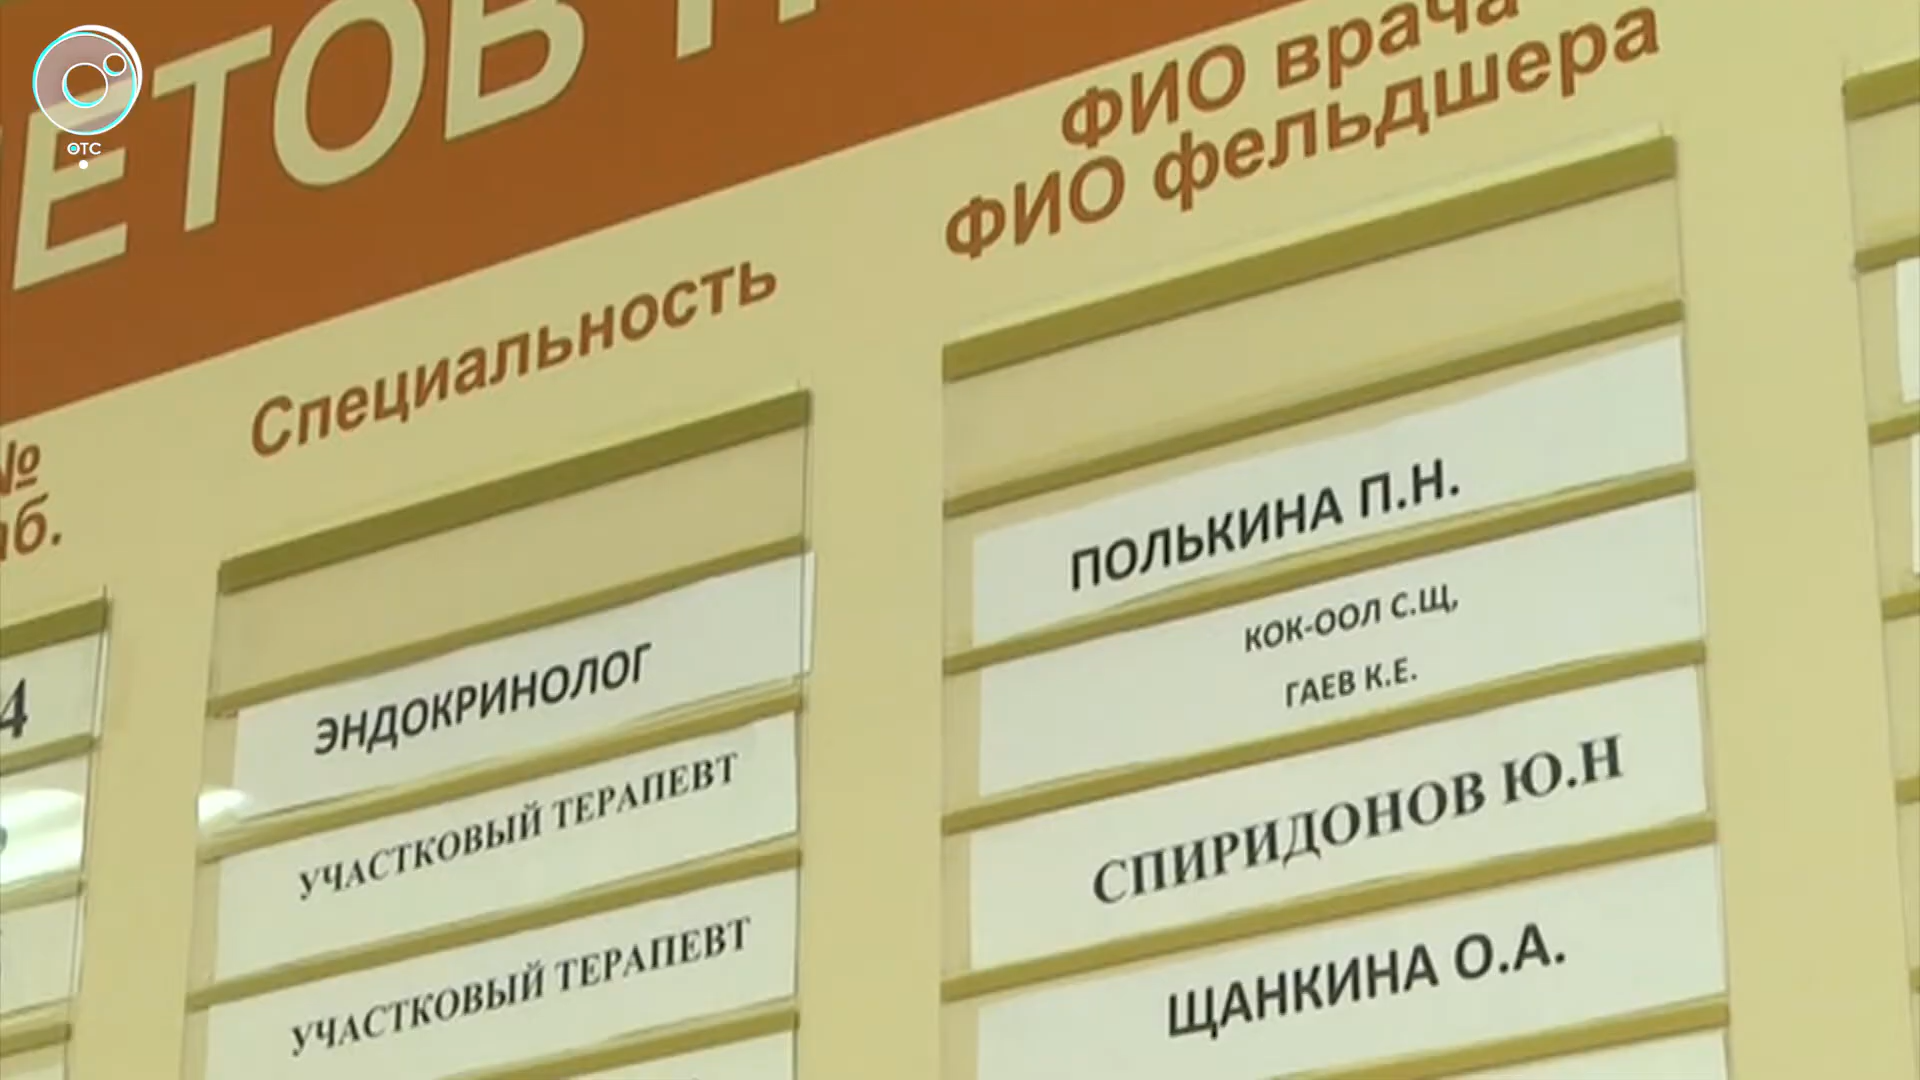 ОТС
ЕТОВ
ФИО врача
ФИО фельдшера
Специальность
№
аб.
4
ЭНДОКРИНОЛОГ
ПОЛЬКИНА П.Н.
УЧАСТКОВЫЙ ТЕРАПЕВТ
КОК-ООЛ С.Щ,
ГАЕВ К.Е.
УЧАСТКОВЫЙ ТЕРАПЕВТ
СПИРИДОНОВ Ю.Н
ЩАНКИНА О.А.